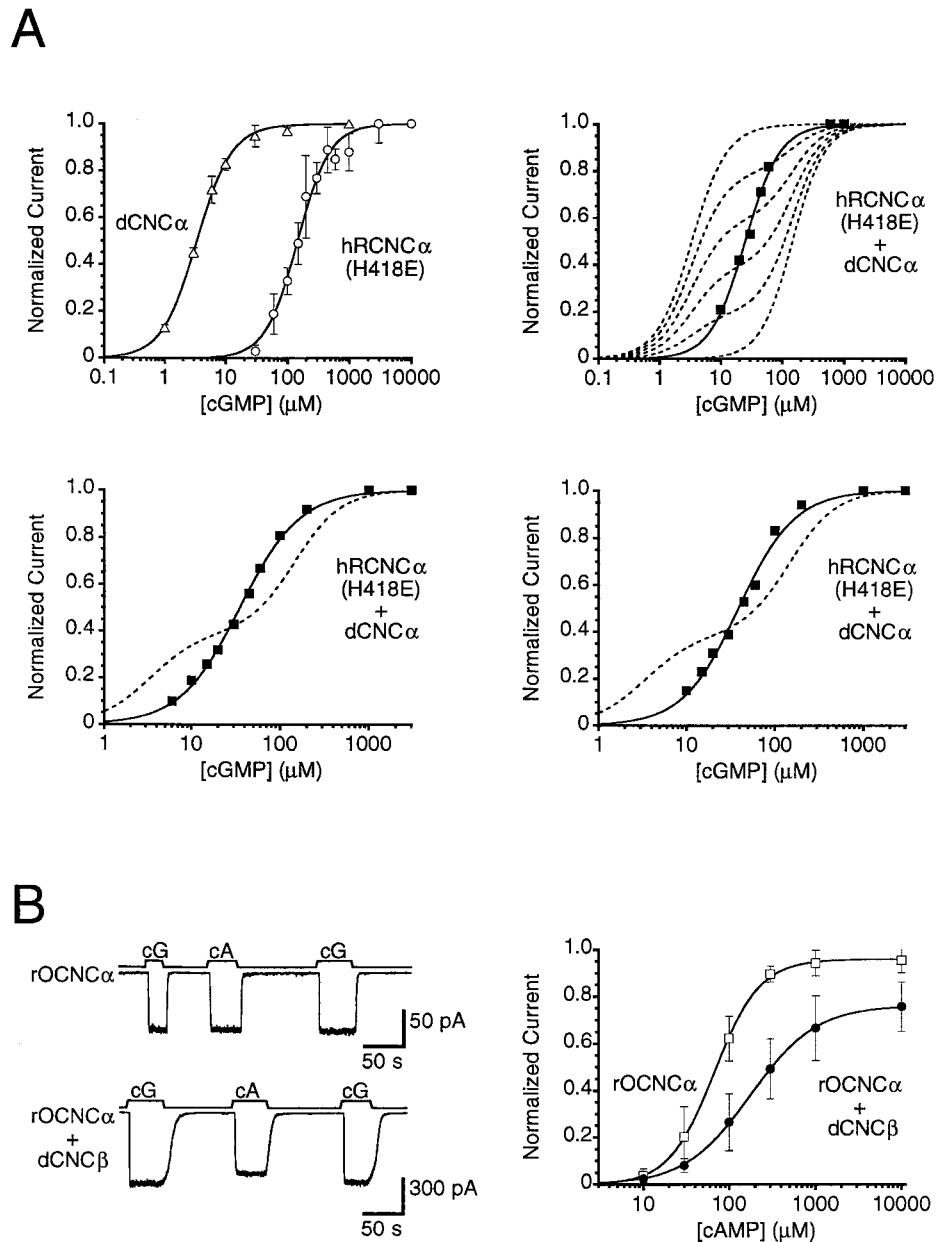 A
Normalized Current
1.0
0.8
0.6
0.4
0.2
0
dCNCα
hRCNCα
(H418E)
0.1 1 10 100 1000 10000
[cGMP] (μM)
Normalized Current
1.0
0.8
0.6
0.4
0.2
0
hRCNCα
(H418E)
+
dCNCα
0.1 1 10 100 1000 10000
[cGMP] (μM)
Normalized Current
1.0
0.8
0.6
0.4
0.2
0
hRCNCα
(H418E)
+
dCNCα
1 10 100 1000
[cGMP] (μM)
Normalized Current
1.0
0.8
0.6
0.4
0.2
0
hRCNCα
(H418E)
+
dCNCα
1 10 100 1000
[cGMP] (μM)
B
rOCNCα
cG cA cG
50 pA
50 s
rOCNCα
+
dCNCβ
cG cA cG
300 pA
50 s
Normalized Current
1.0
0.8
0.6
0.4
0.2
0
rOCNCα
rOCNCα
+
dCNCβ
10 100 1000 10000
[cAMP] (μM)